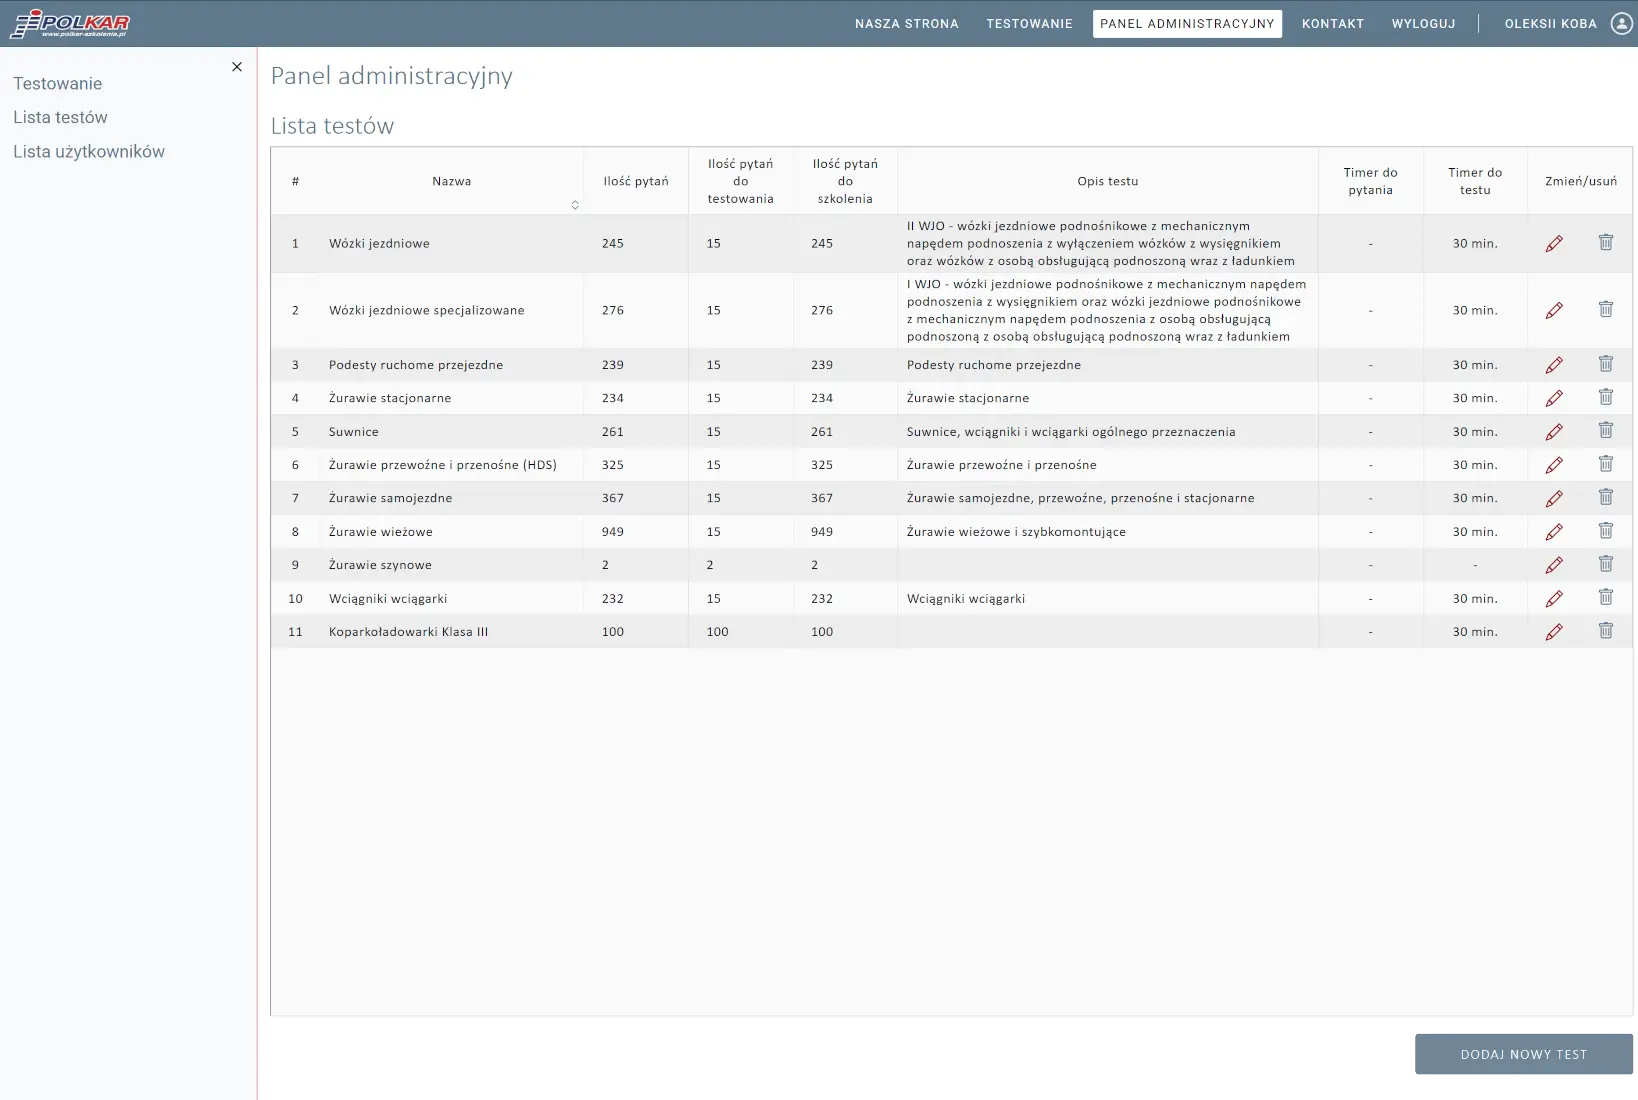 POLKAR
www.polkar-szkolenia.pl
NASZA STRONA
TESTOWANIE
PANEL ADMINISTRACYJNY
KONTAKT
WYLOGUJ
OLEKSII KOBA
Testowanie
Lista testów
Lista użytkowników
Panel administracyjny
Lista testów
# Nazwa Ilość pytań Ilość pytań do testowania Ilość pytań do szkolenia Opis testu Timer do pytania Timer do testu Zmień/usuń
1 Wózki jezdniowe 245 15 245 II WJO - wózki jezdniowe podnośnikowe z mechanicznym
napędem podnoszenia z wyłączeniem wózków z wysięgnikiem
oraz wózków z osobą obsługującą podnoszoną wraz z ładunkiem - 30 min.
2 Wózki jezdniowe specjalizowane 276 15 276 I WJO - wózki jezdniowe podnośnikowe z mechanicznym napędem
podnoszenia z wysięgnikiem oraz wózki jezdniowe podnośnikowe
z mechanicznym napędem podnoszenia z osobą obsługującą
podnoszoną z osobą obsługującą podnoszoną wraz z ładunkiem - 30 min.
3 Podesty ruchome przejezdne 239 15 239 Podesty ruchome przejezdne - 30 min.
4 Żurawie stacjonarne 234 15 234 Żurawie stacjonarne - 30 min.
5 Suwnice 261 15 261 Suwnice, wciągniki i wciągarki ogólnego przeznaczenia - 30 min.
6 Żurawie przewoźne i przenośne (HDS) 325 15 325 Żurawie przewoźne i przenośne - 30 min.
7 Żurawie samojezdne 367 15 367 Żurawie samojezdne, przewoźne, przenośne i stacjonarne - 30 min.
8 Żurawie wieżowe 949 15 949 Żurawie wieżowe i szybkomontujące - 30 min.
9 Żurawie szynowe 2 2 2 - -
10 Wciągniki wciągarki 232 15 232 Wciągniki wciągarki - 30 min.
11 Koparkoładowarki Klasa III 100 100 100 - 30 min.
DODAJ NOWY TEST